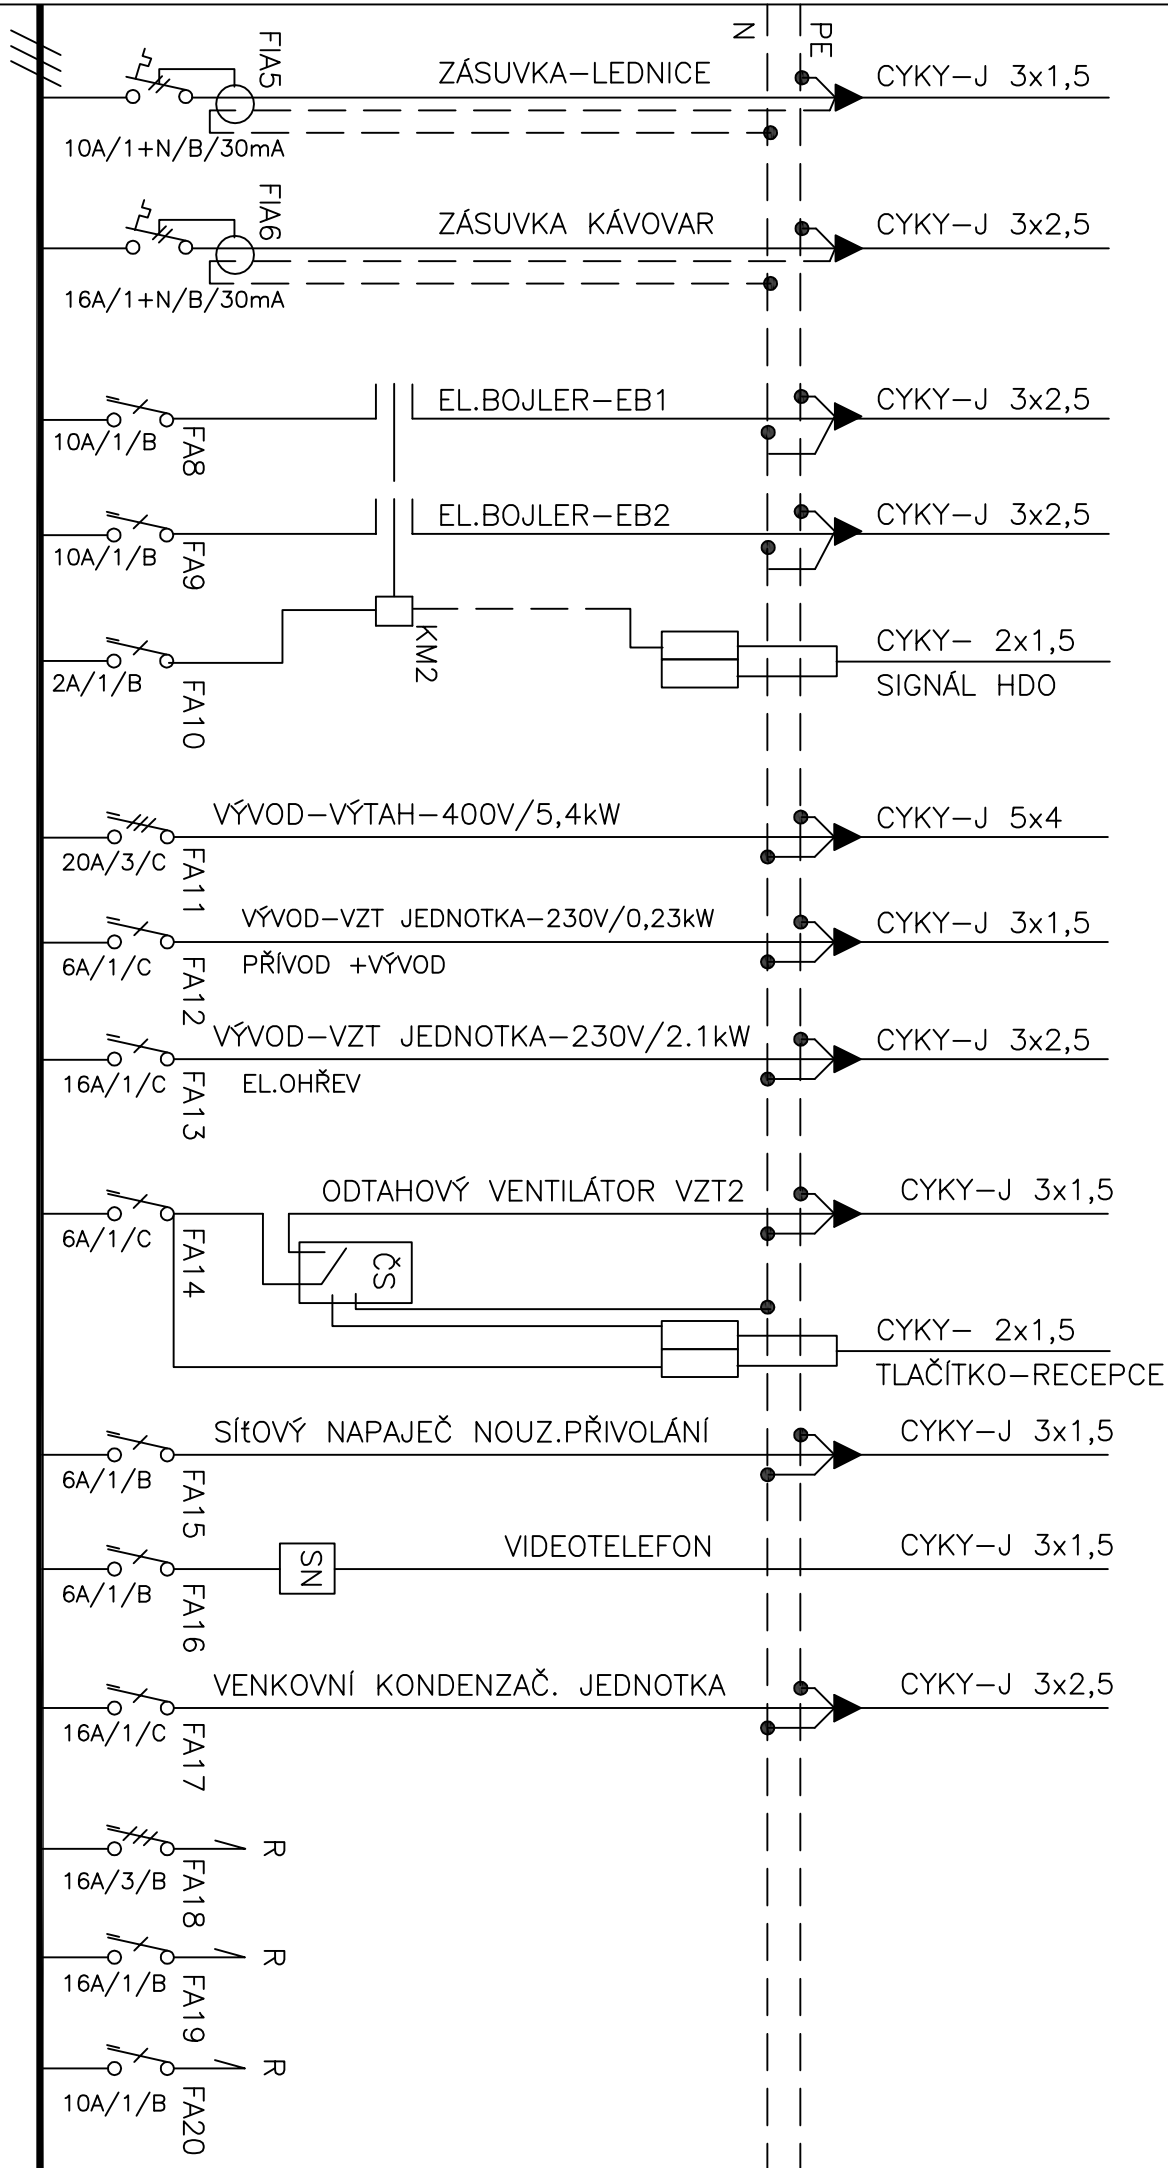 N
PE
FIA5
ZÁSUVKA-LEDNICE
CYKY-J 3x1,5
10A/1+N/B/30mA
FIA6
ZÁSUVKA KÁVOVAR
CYKY-J 3x2,5
16A/1+N/B/30mA
EL.BOJLER-EB1
CYKY-J 3x2,5
10A/1/B
FA8
EL.BOJLER-EB2
CYKY-J 3x2,5
10A/1/B
FA9
KM2
CYKY- 2x1,5
2A/1/B
SIGNÁL HDO
FA10
VÝVOD-VÝTAH-400V/5,4kW
CYKY-J 5x4
20A/3/C
FA11
VÝVOD-VZT JEDNOTKA-230V/0,23kW
CYKY-J 3x1,5
6A/1/C
PŘÍVOD +VÝVOD
FA12
VÝVOD-VZT JEDNOTKA-230V/2.1kW
CYKY-J 3x2,5
16A/1/C
EL.OHŘEV
FA13
ODTAHOVÝ VENTILÁTOR VZT2
CYKY-J 3x1,5
6A/1/C
FA14
ČS
CYKY- 2x1,5
TLAČÍTKO-RECEPCE
SÍŤOVÝ NAPAJEČ NOUZ.PŘIVOLÁNÍ
CYKY-J 3x1,5
6A/1/B
FA15
VIDEOTELEFON
CYKY-J 3x1,5
SN
6A/1/B
FA16
VENKOVNÍ KONDENZAČ. JEDNOTKA
CYKY-J 3x2,5
16A/1/C
FA17
R
16A/3/B
FA18
R
16A/1/B
FA19
R
10A/1/B
FA20